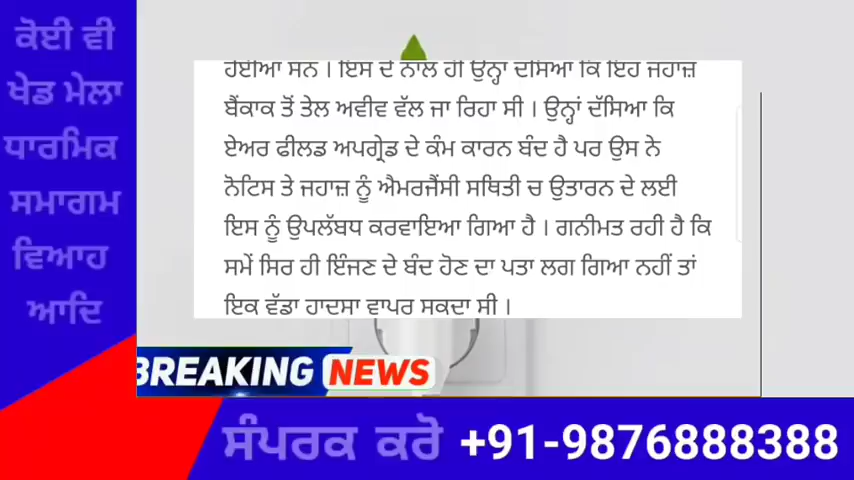 ਕੋਈ ਵੀ
ਖੇਡ ਮੇਲਾ
ਧਾਰਮਿਕ
ਸਮਾਗਮ
ਵਿਆਹ
ਆਦਿ
ਹੋਈਆਂ ਸਨ । ਇਸ ਦੇ ਨਾਲ ਹੀ ਉਨ੍ਹਾਂ ਦੱਸਿਆ ਕਿ ਇਹ ਜਹਾਜ਼
ਬੈਂਕਾਕ ਤੋਂ ਤੇਲ ਅਵੀਵ ਵੱਲ ਜਾ ਰਿਹਾ ਸੀ । ਉਨ੍ਹਾਂ ਦੱਸਿਆ ਕਿ
ਏਅਰ ਫੀਲਡ ਅਪਗ੍ਰੇਡ ਦੇ ਕੰਮ ਕਾਰਨ ਬੰਦ ਹੈ ਪਰ ਉਸ ਨੇ
ਨੋਟਿਸ ਤੇ ਜਹਾਜ਼ ਨੂੰ ਐਮਰਜੈਂਸੀ ਸਥਿਤੀ ਚ ਉਤਾਰਨ ਦੇ ਲਈ
ਇਸ ਨੂੰ ਉਪਲੱਬਧ ਕਰਵਾਇਆ ਗਿਆ ਹੈ । ਗਨੀਮਤ ਰਹੀ ਹੈ ਕਿ
ਸਮੇਂ ਸਿਰ ਹੀ ਇੰਜਣ ਦੇ ਬੰਦ ਹੋਣ ਦਾ ਪਤਾ ਲਗ ਗਿਆ ਨਹੀਂ ਤਾਂ
ਇਕ ਵੱਡਾ ਹਾਦਸਾ ਵਾਪਰ ਸਕਦਾ ਸੀ ।
BREAKING NEWS
ਸੰਪਰਕ ਕਰੋ +91-9876888388